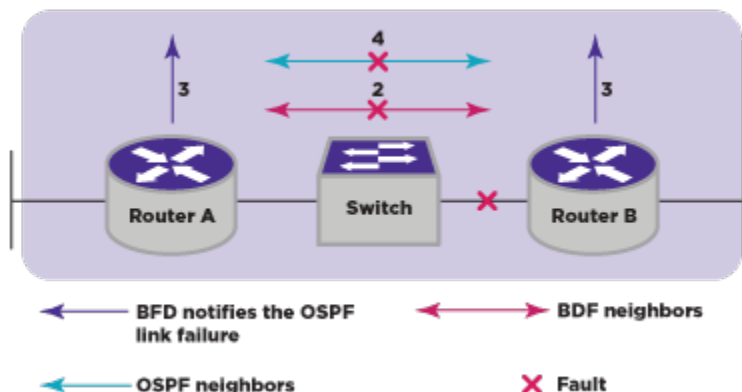 4
3
2
3
Router A
Switch
Router B
BFD notifies the OSPF
link failure
BDF neighbors
OSPF neighbors
Fault